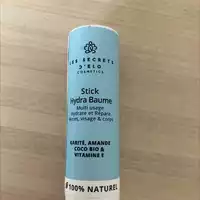 LES SECRETS
D'ELO
COSMETICS
Stick
Hydra Baume
Multi usage
Hydrate et Répare
visage & corps
KARITÉ, AMANDE
COCO BIO &
VITAMINE E
100% NATUREL